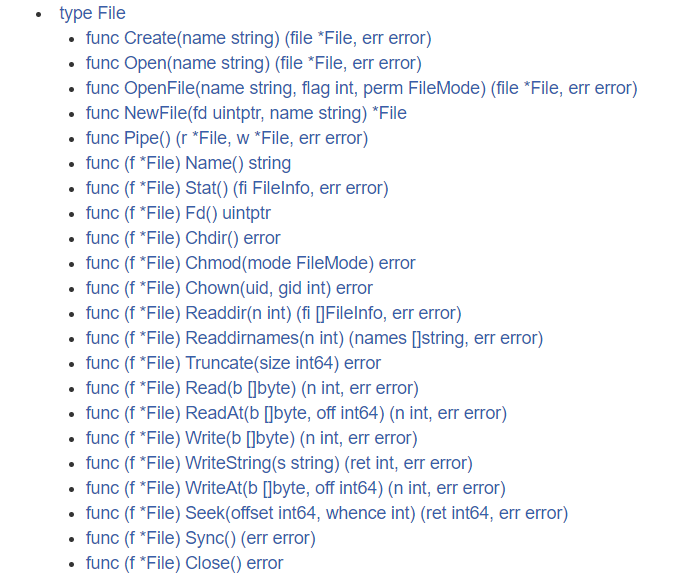 type File
func Create(name string) (file *File, err error)
func Open(name string) (file *File, err error)
func OpenFile(name string, flag int, perm FileMode) (file *File, err error)
func NewFile(fd uintptr, name string) *File
func Pipe() (r *File, w *File, err error)
func (f *File) Name() string
func (f *File) Stat() (fi FileInfo, err error)
func (f *File) Fd() uintptr
func (f *File) Chdir() error
func (f *File) Chmod(mode FileMode) error
func (f *File) Chown(uid, gid int) error
func (f *File) Readdir(n int) (fi []FileInfo, err error)
func (f *File) Readdirnames(n int) (names []string, err error)
func (f *File) Truncate(size int64) error
func (f *File) Read(b []byte) (n int, err error)
func (f *File) ReadAt(b []byte, off int64) (n int, err error)
func (f *File) Write(b []byte) (n int, err error)
func (f *File) WriteString(s string) (ret int, err error)
func (f *File) WriteAt(b []byte, off int64) (n int, err error)
func (f *File) Seek(offset int64, whence int) (ret int64, err error)
func (f *File) Sync() (err error)
func (f *File) Close() error